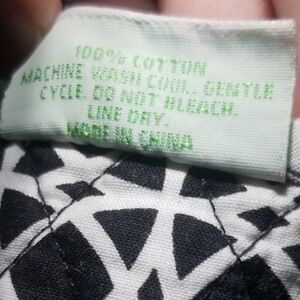 100% COTTON
MACHINE WASH COOL. GENTLE
CYCLE. DO NOT BLEACH.
LINE DRY.
MADE IN CHINA